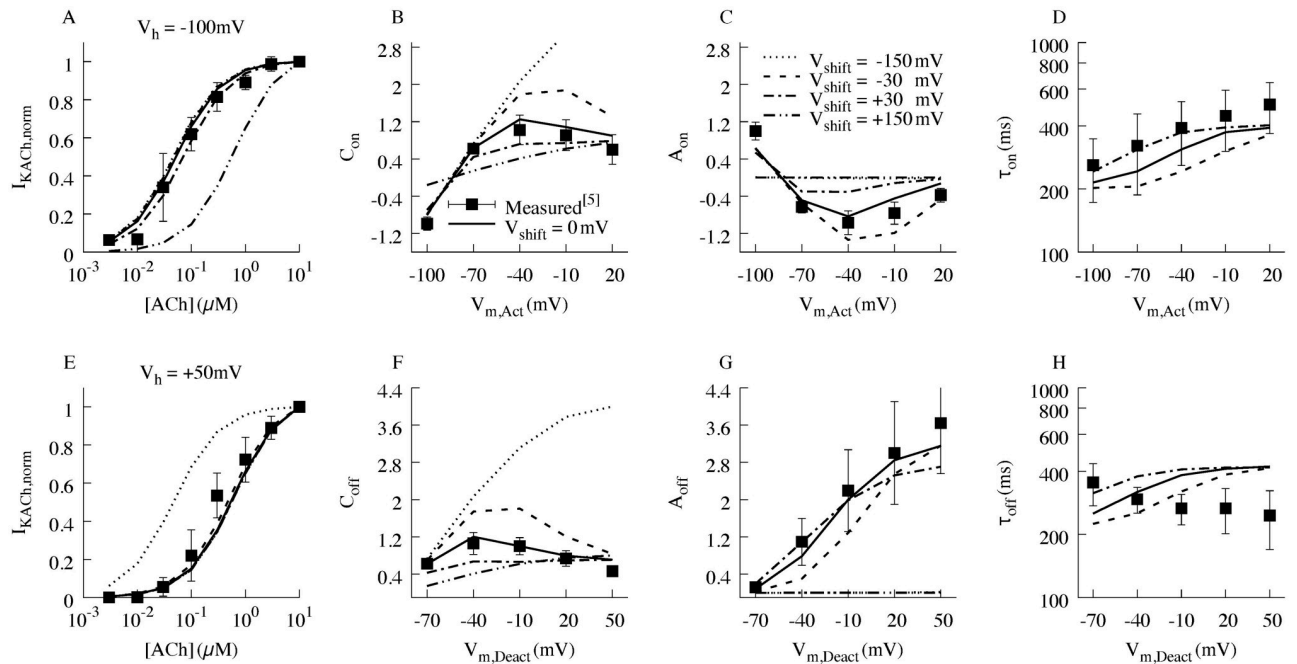 A
V_h = -100mV
I_KACh,norm
1
0.8
0.6
0.4
0.2
0
10^-3 10^-2 10^-1 10^0 10^1
[ACh] (µM)
B
C_on
2.8
2
1.2
0.4
-0.4
-1.2
Measured^[5]
V_shift = 0 mV
-100 -70 -40 -10 20
V_m,Act (mV)
C
A_on
2.8
2
1.2
0.4
-0.4
-1.2
V_shift = -150 mV
V_shift = -30 mV
V_shift = +30 mV
V_shift = +150 mV
-100 -70 -40 -10 20
V_m,Act (mV)
D
τ_on (ms)
1000
800
600
400
200
100
-100 -70 -40 -10 20
V_m,Act (mV)
E
V_h = +50mV
I_KACh,norm
1
0.8
0.6
0.4
0.2
0
10^-3 10^-2 10^-1 10^0 10^1
[ACh] (µM)
F
C_off
4.4
3.6
2.8
2
1.2
0.4
-70 -40 -10 20 50
V_m,Deact (mV)
G
A_off
4.4
3.6
2.8
2
1.2
0.4
-70 -40 -10 20 50
V_m,Deact (mV)
H
τ_off (ms)
1000
800
600
400
200
100
-70 -40 -10 20 50
V_m,Deact (mV)